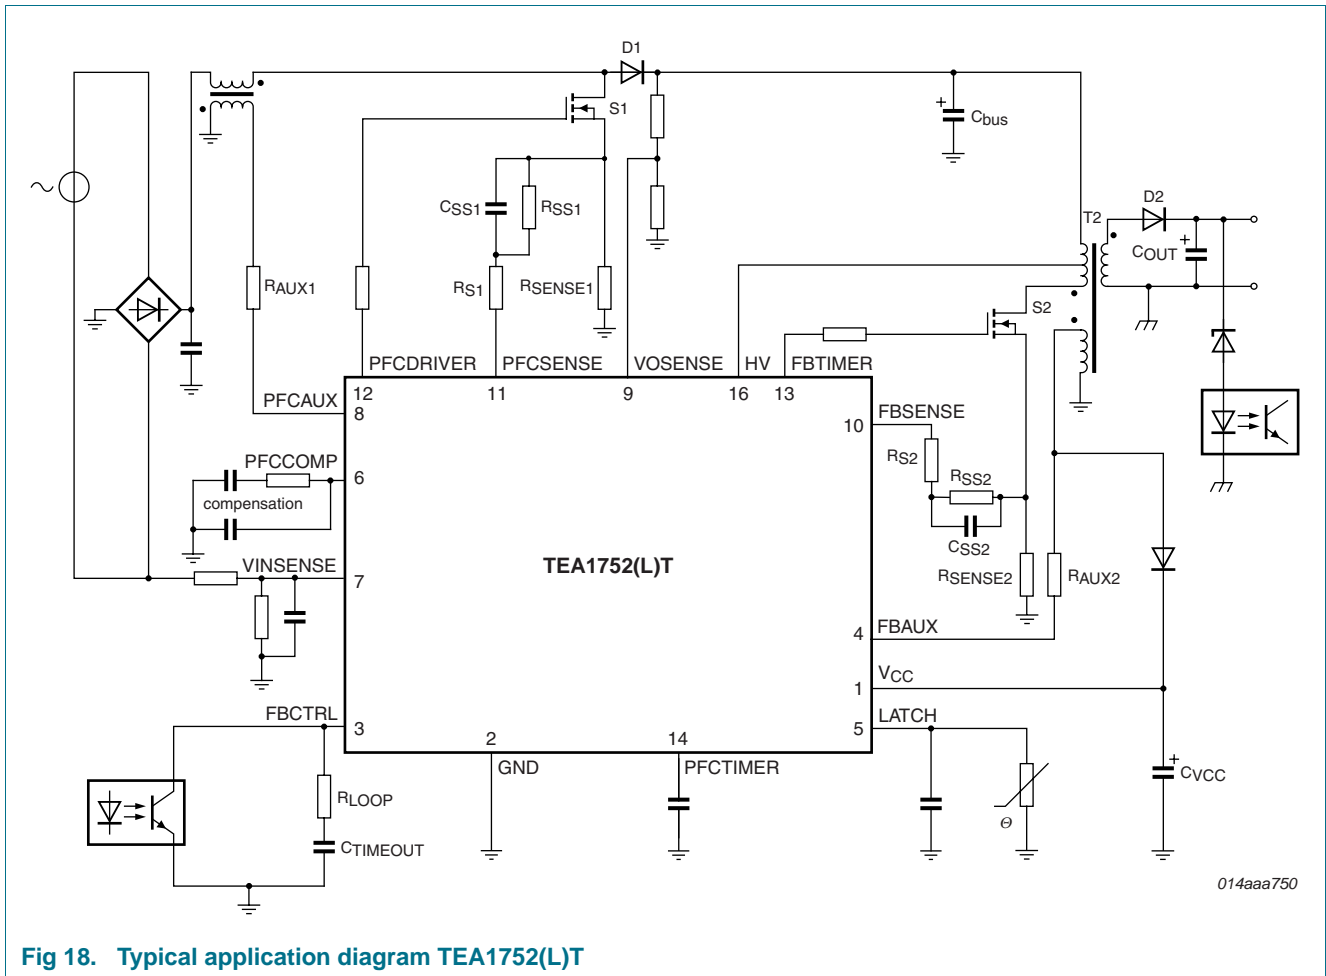 D1
S1
Cbus
CSS1
RSS1
D2
T2
COUT
RAUX1
RS1
RSENSE1
S2
PFCDRIVER
PFCSENSE
VOSENSE
HV
FBTIMER
12
11
9
16
13
PFCAUX
8
FBSENSE
10
PFCCOMP
6
RS2
RSS2
compensation
CSS2
VINSENSE
7
TEA1752(L)T
RSENSE2
RAUX2
4
FBAUX
1
VCC
FBCTRL
3
5
LATCH
2
GND
14
PFCTIMER
RLOOP
CTIMEOUT
Θ
CVCC
014aaa750
Fig 18. Typical application diagram TEA1752(L)T